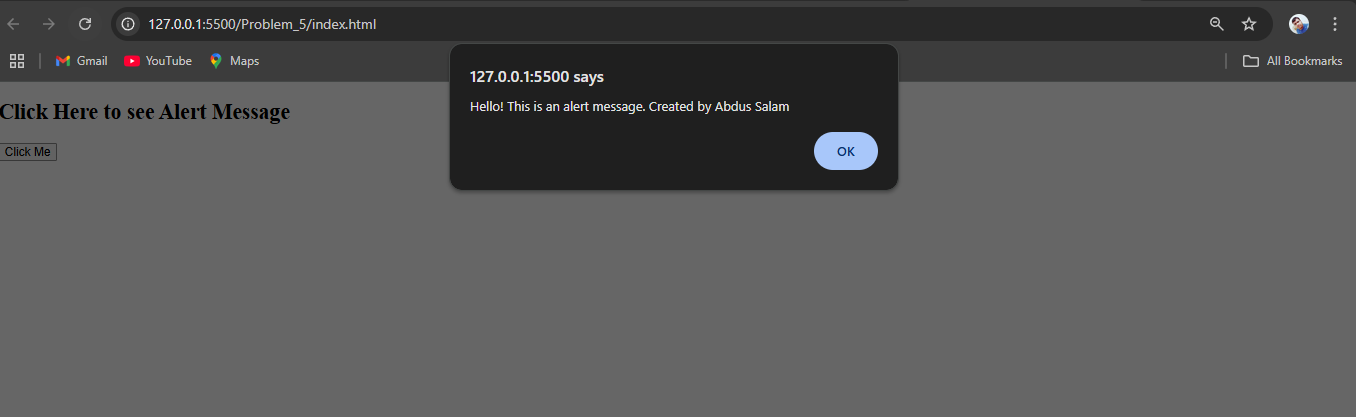 127.0.0.1:5500/Problem_5/index.html
Gmail YouTube Maps All Bookmarks
127.0.0.1:5500 says
Hello! This is an alert message. Created by Abdus Salam
OK
Click Here to see Alert Message
Click Me